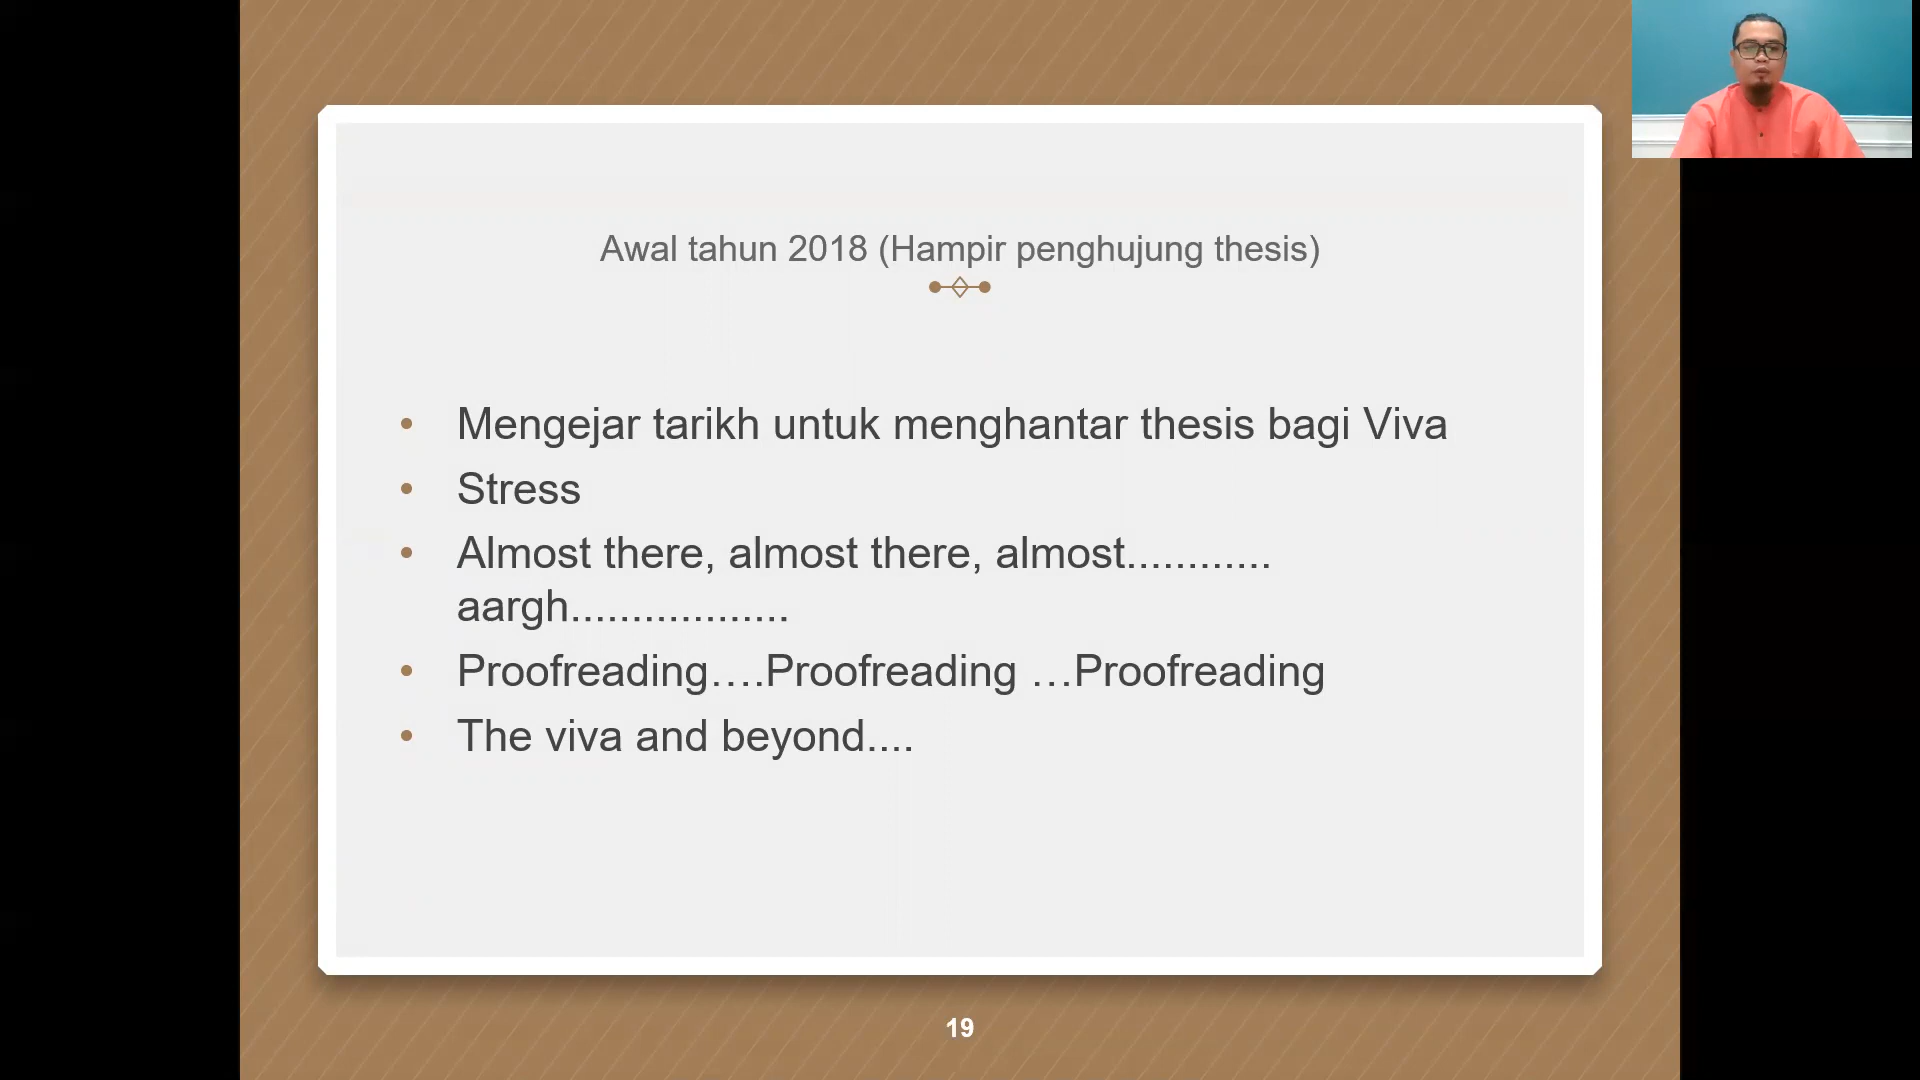 Awal tahun 2018 (Hampir penghujung thesis)
• Mengejar tarikh untuk menghantar thesis bagi Viva
• Stress
• Almost there, almost there, almost............
aargh..................
• Proofreading….Proofreading …Proofreading
• The viva and beyond....
19